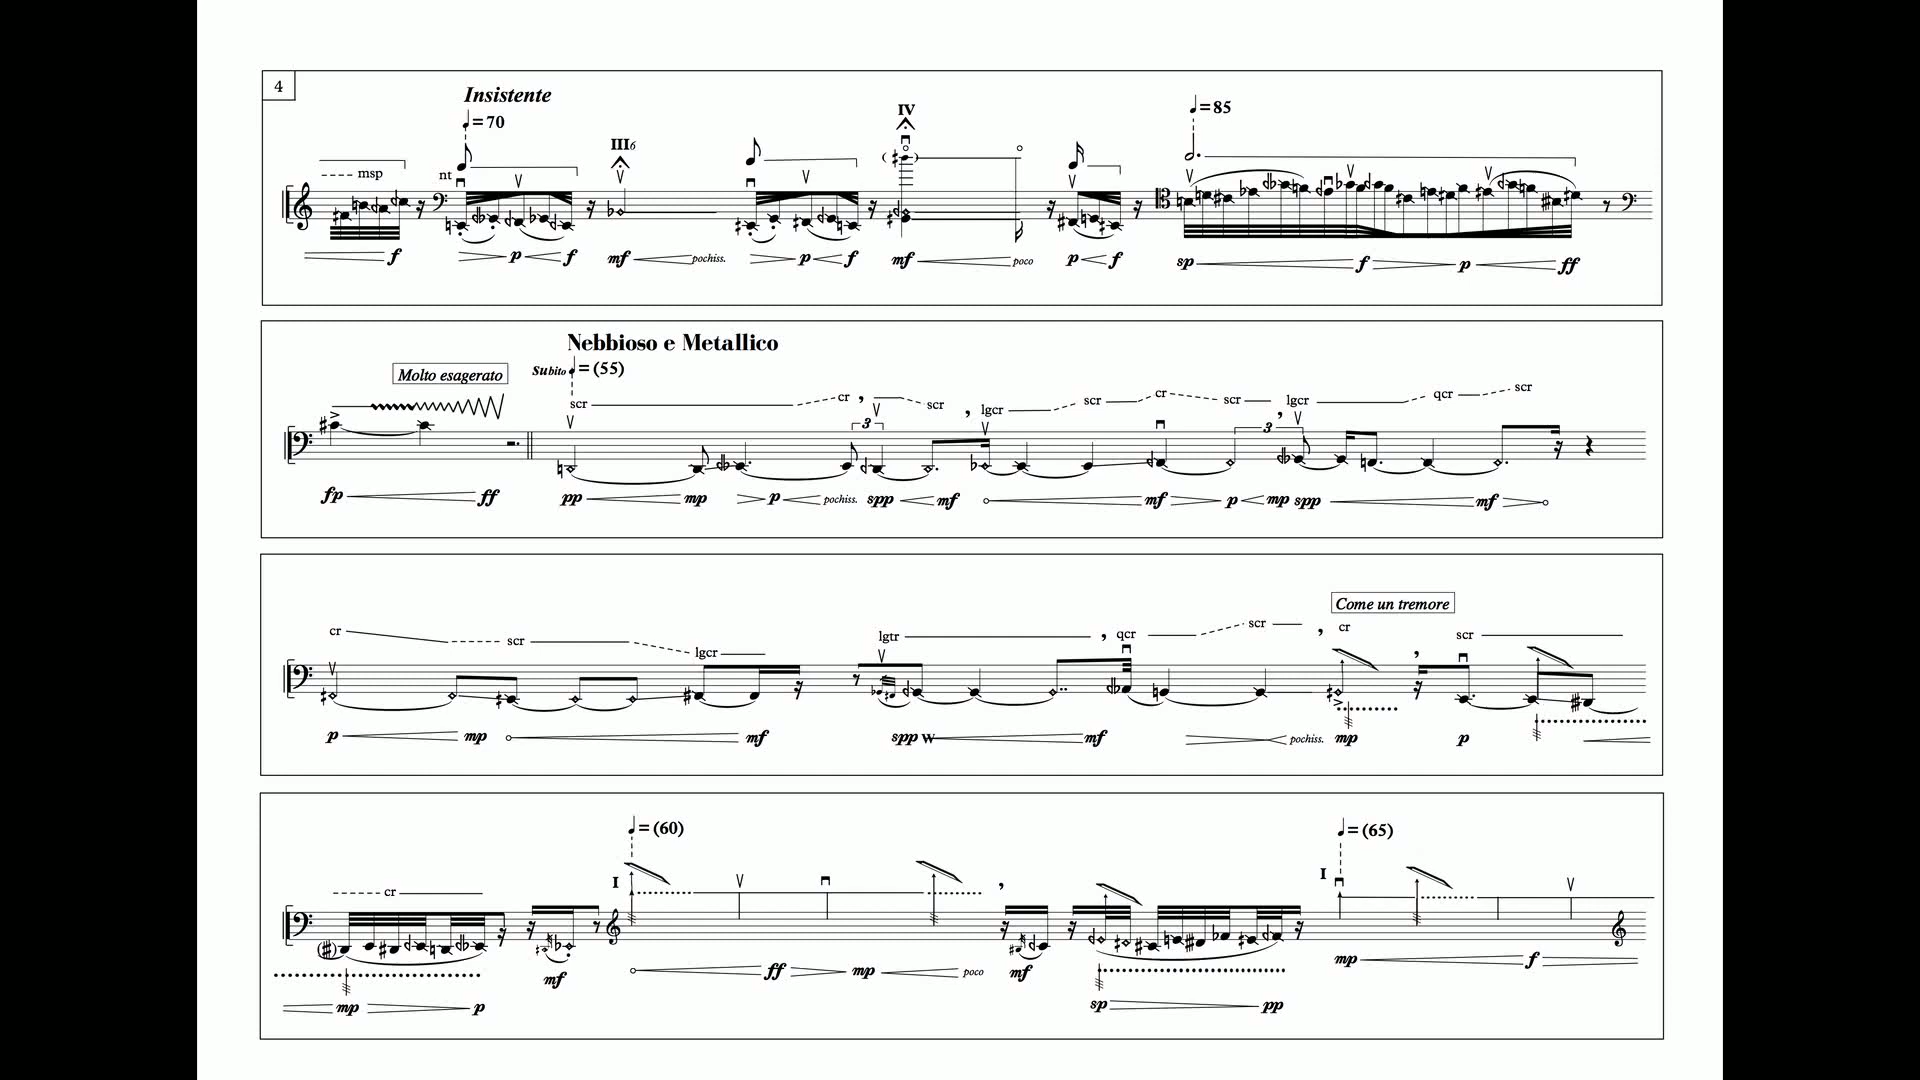 4
Insistente
= 70
IV
= 85
III6
msp
nt
f
p
f
mf
pochiss.
p
f
mf
poco
p
f
sp
f
p
ff
Nebbioso e Metallico
Subito = (55)
Molto esagerato
scr
cr ,
scr
, lgcr
scr
cr
scr
, lgcr
qcr
scr
3
3
fp
ff
pp
mp
p
pochiss.
spp
mf
mf
p
mp
spp
mf
Come un tremore
cr
scr
lgcr
lgtr
, qcr
scr
, cr
, scr
p
mp
mf
spp
mf
pochiss.
mp
p
= (60)
= (65)
cr
I
,
I
mp
p
mf
ff
mp
poco
mf
sp
pp
mp
f